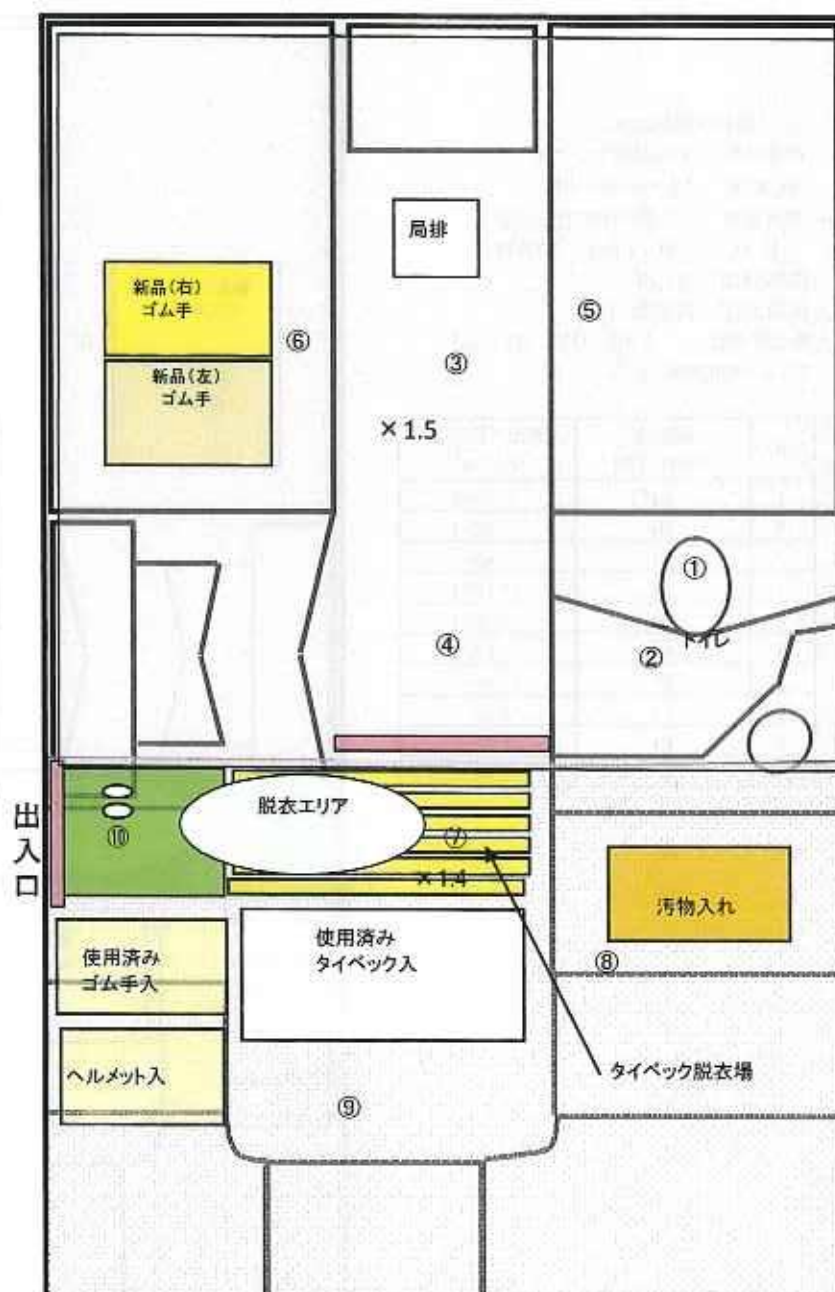 局排
新品(右)
ゴム手
⑥
⑤
③
新品(左)
ゴム手
×1.5
①
トイレ
④
②
出入口
脱衣エリア
⑩
⑦
×1.4
汚物入れ
使用済み
ゴム手入
使用済み
タイベック入
⑧
ヘルメット入
タイベック脱衣場
⑨